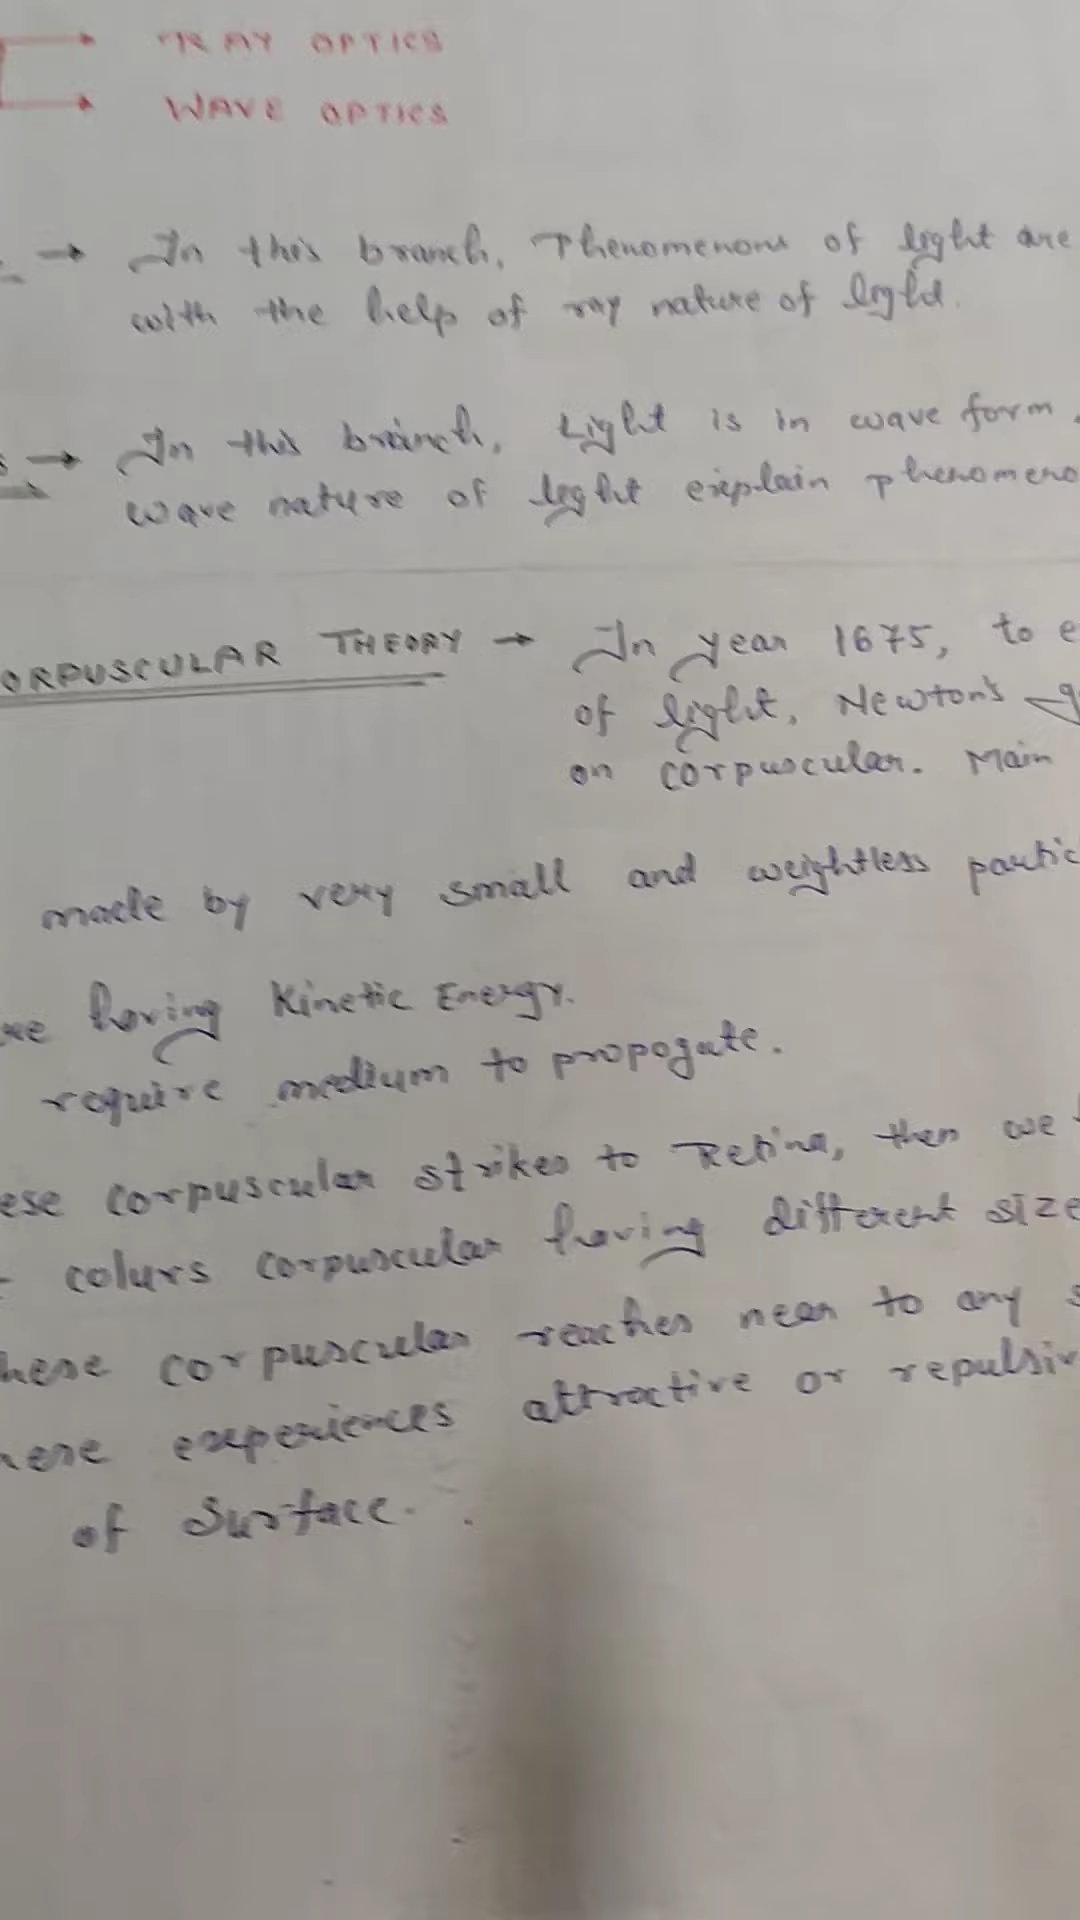 RAY OPTICS
WAVE OPTICS
→ In this branch, Phenomenons of light are
with the help of ray nature of light.
s → In this branch, Light is in wave form,
wave nature of light explain phenomeno
ORPUSCULAR THEORY → In year 1675, to e
of light, Newton's g
on corpuscular. Main
made by very small and weightless partic
re having Kinetic Energy.
require medium to propogate.
ese corpuscular strikes to Retina, then we
t colurs corpuscular having different size
hese corpuscular reaches near to any s
hese experiences attractive or repulsiv
of Surface.